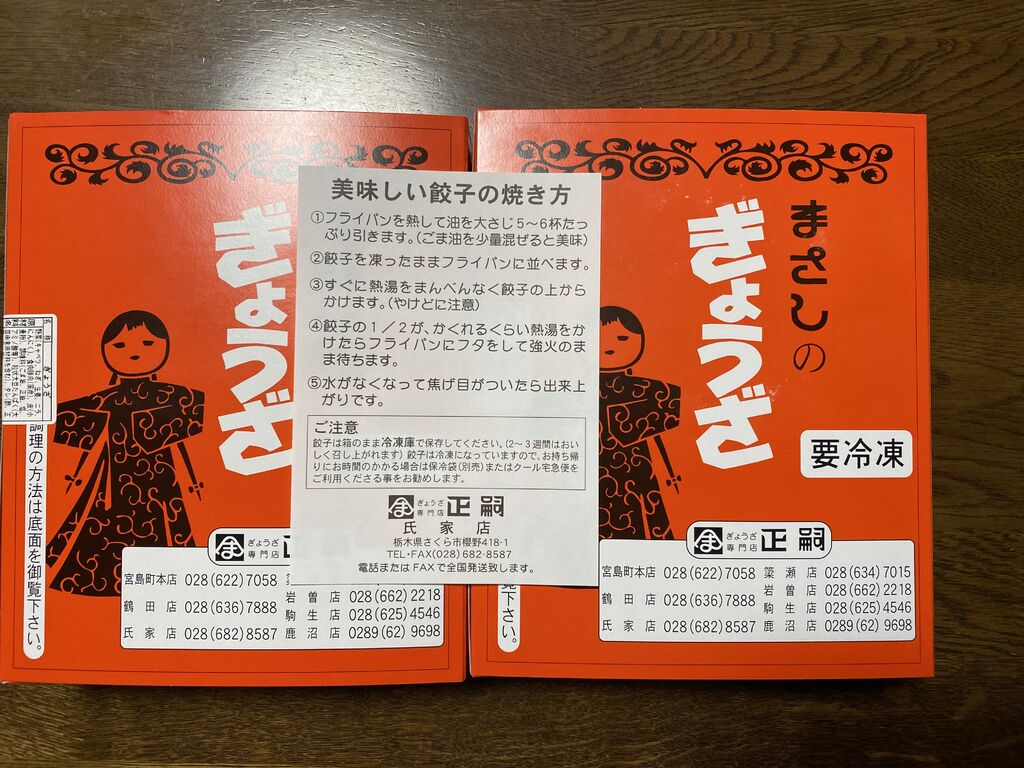 美味しい餃子の焼き方
①フライパンを熱して油を大さじ5〜6杯たっ
ぷり引きます。(ごま油を少量混ぜると美味)
②餃子を凍ったままフライパンに並べます。
③すぐに熱湯をまんべんなく餃子の上から
かけます。(やけどに注意)
④餃子の1/2が、かくれるくらい熱湯をか
けたらフライパンにフタをして強火のま
ま待ちます。
⑤水がなくなって焦げ目がついたら出来上
がりです。
ご注意
餃子は箱のまま冷凍庫で保存してください。(2〜3週間はおい
しく召し上がれます)餃子は冷凍になっていますので、お持ち帰
りにお時間のかかる場合は保冷袋(別売)またはクール宅急便を
ご利用くださる事をお勧めします。
ぎょうざ
専門店
正嗣
氏家店
栃木県さくら市櫻野418-1
TEL・FAX(028)682-8587
電話またはFAXで全国発送致します。
ぎょうざ
名称
ぎょうざ
調理の方法は底面を御覧下さい。
ぎょうざ
専門店
正
宮島町本店 028(622)7058
鶴田店 028(636)7888 岩曽店 028(662)2218
駒生店 028(625)4546
氏家店 028(682)8587 鹿沼店 0289(62)9698
まさしの
ぎょうざ
要冷凍
覧下さい。
ぎょうざ
専門店
正嗣
宮島町本店 028(622)7058 簗瀬店 028(634)7015
岩曽店 028(662)2218
鶴田店 028(636)7888 駒生店 028(625)4546
氏家店 028(682)8587 鹿沼店 0289(62)9698